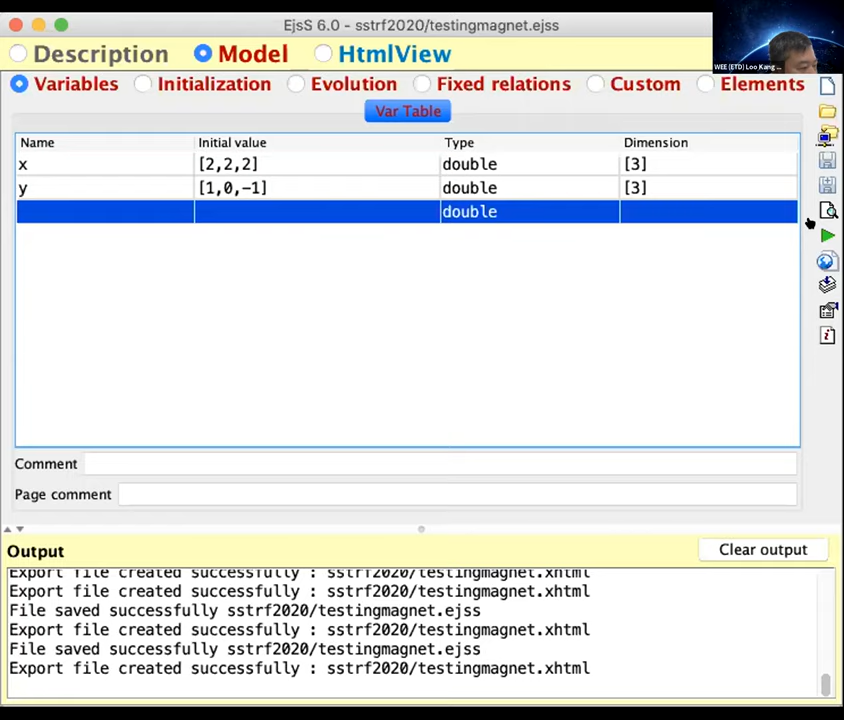 EjsS 6.0 - sstrf2020/testingmagnet.ejss
WEE (ETD) Loo Kang ...
Description Model HtmlView
Variables Initialization Evolution Fixed relations Custom Elements
Var Table
Name Initial value Type Dimension
x [2,2,2] double [3]
y [1,0,-1] double [3]
double
Comment
Page comment
Output Clear output
Export file created successfully : sstrf2020/testingmagnet.xhtml
Export file created successfully : sstrf2020/testingmagnet.xhtml
File saved successfully sstrf2020/testingmagnet.ejss
Export file created successfully : sstrf2020/testingmagnet.xhtml
File saved successfully sstrf2020/testingmagnet.ejss
Export file created successfully : sstrf2020/testingmagnet.xhtml